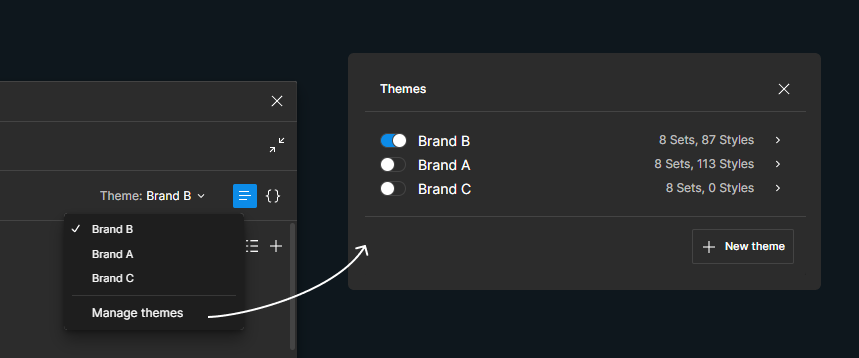 Theme: Brand B
Brand B
Brand A
Brand C
Manage themes
Themes
Brand B 8 Sets, 87 Styles
Brand A 8 Sets, 113 Styles
Brand C 8 Sets, 0 Styles
New theme